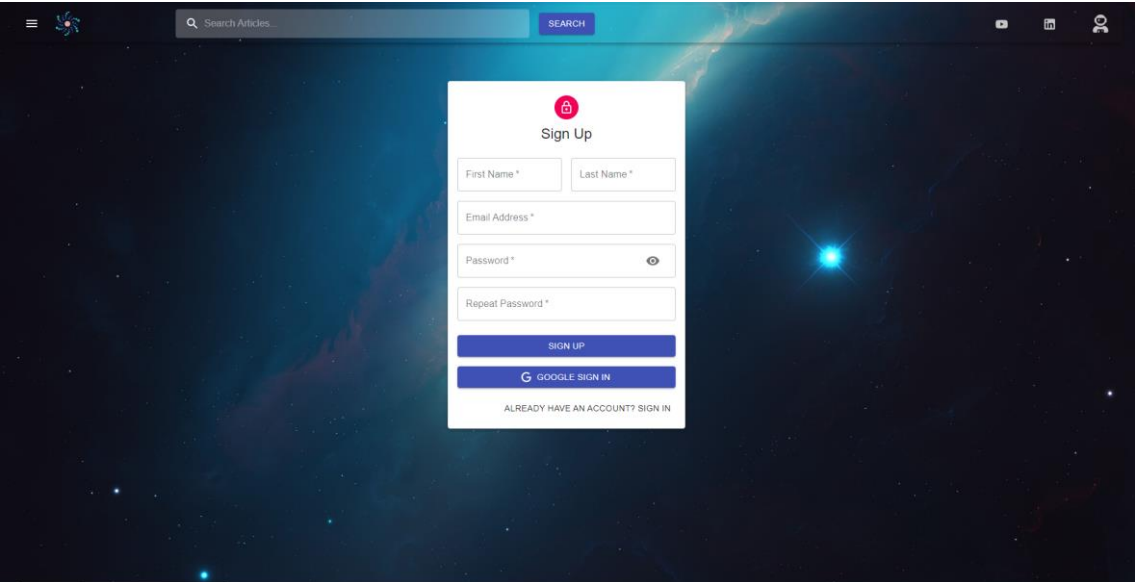 Search Articles...
SEARCH
in
Sign Up
First Name *
Last Name *
Email Address *
Password *
Repeat Password *
SIGN UP
G GOOGLE SIGN IN
ALREADY HAVE AN ACCOUNT? SIGN IN